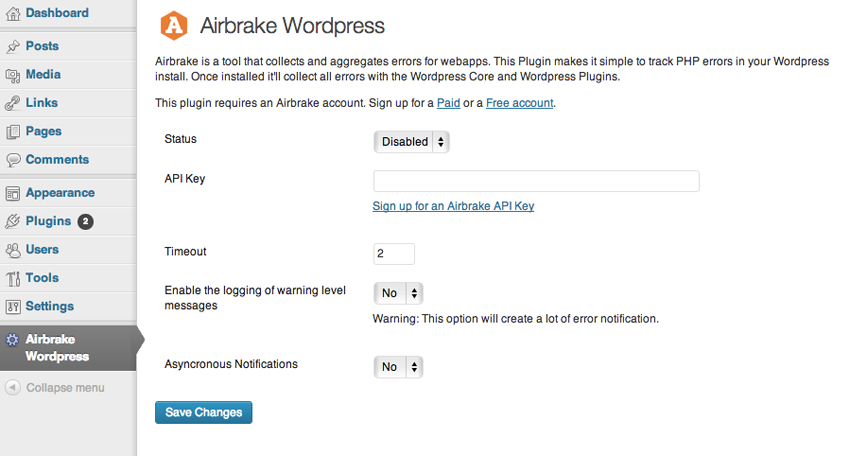 Dashboard
Posts
Media
Links
Pages
Comments
Appearance
Plugins 2
Users
Tools
Settings
Airbrake
Wordpress
Collapse menu
A Airbrake Wordpress
Airbrake is a tool that collects and aggregates errors for webapps. This Plugin makes it simple to track PHP errors in your Wordpress
install. Once installed it'll collect all errors with the Wordpress Core and Wordpress Plugins.
This plugin requires an Airbrake account. Sign up for a Paid or a Free account.
Status Disabled
API Key
Sign up for an Airbrake API Key
Timeout 2
Enable the logging of warning level
messages No
Warning: This option will create a lot of error notification.
Asyncronous Notifications No
Save Changes